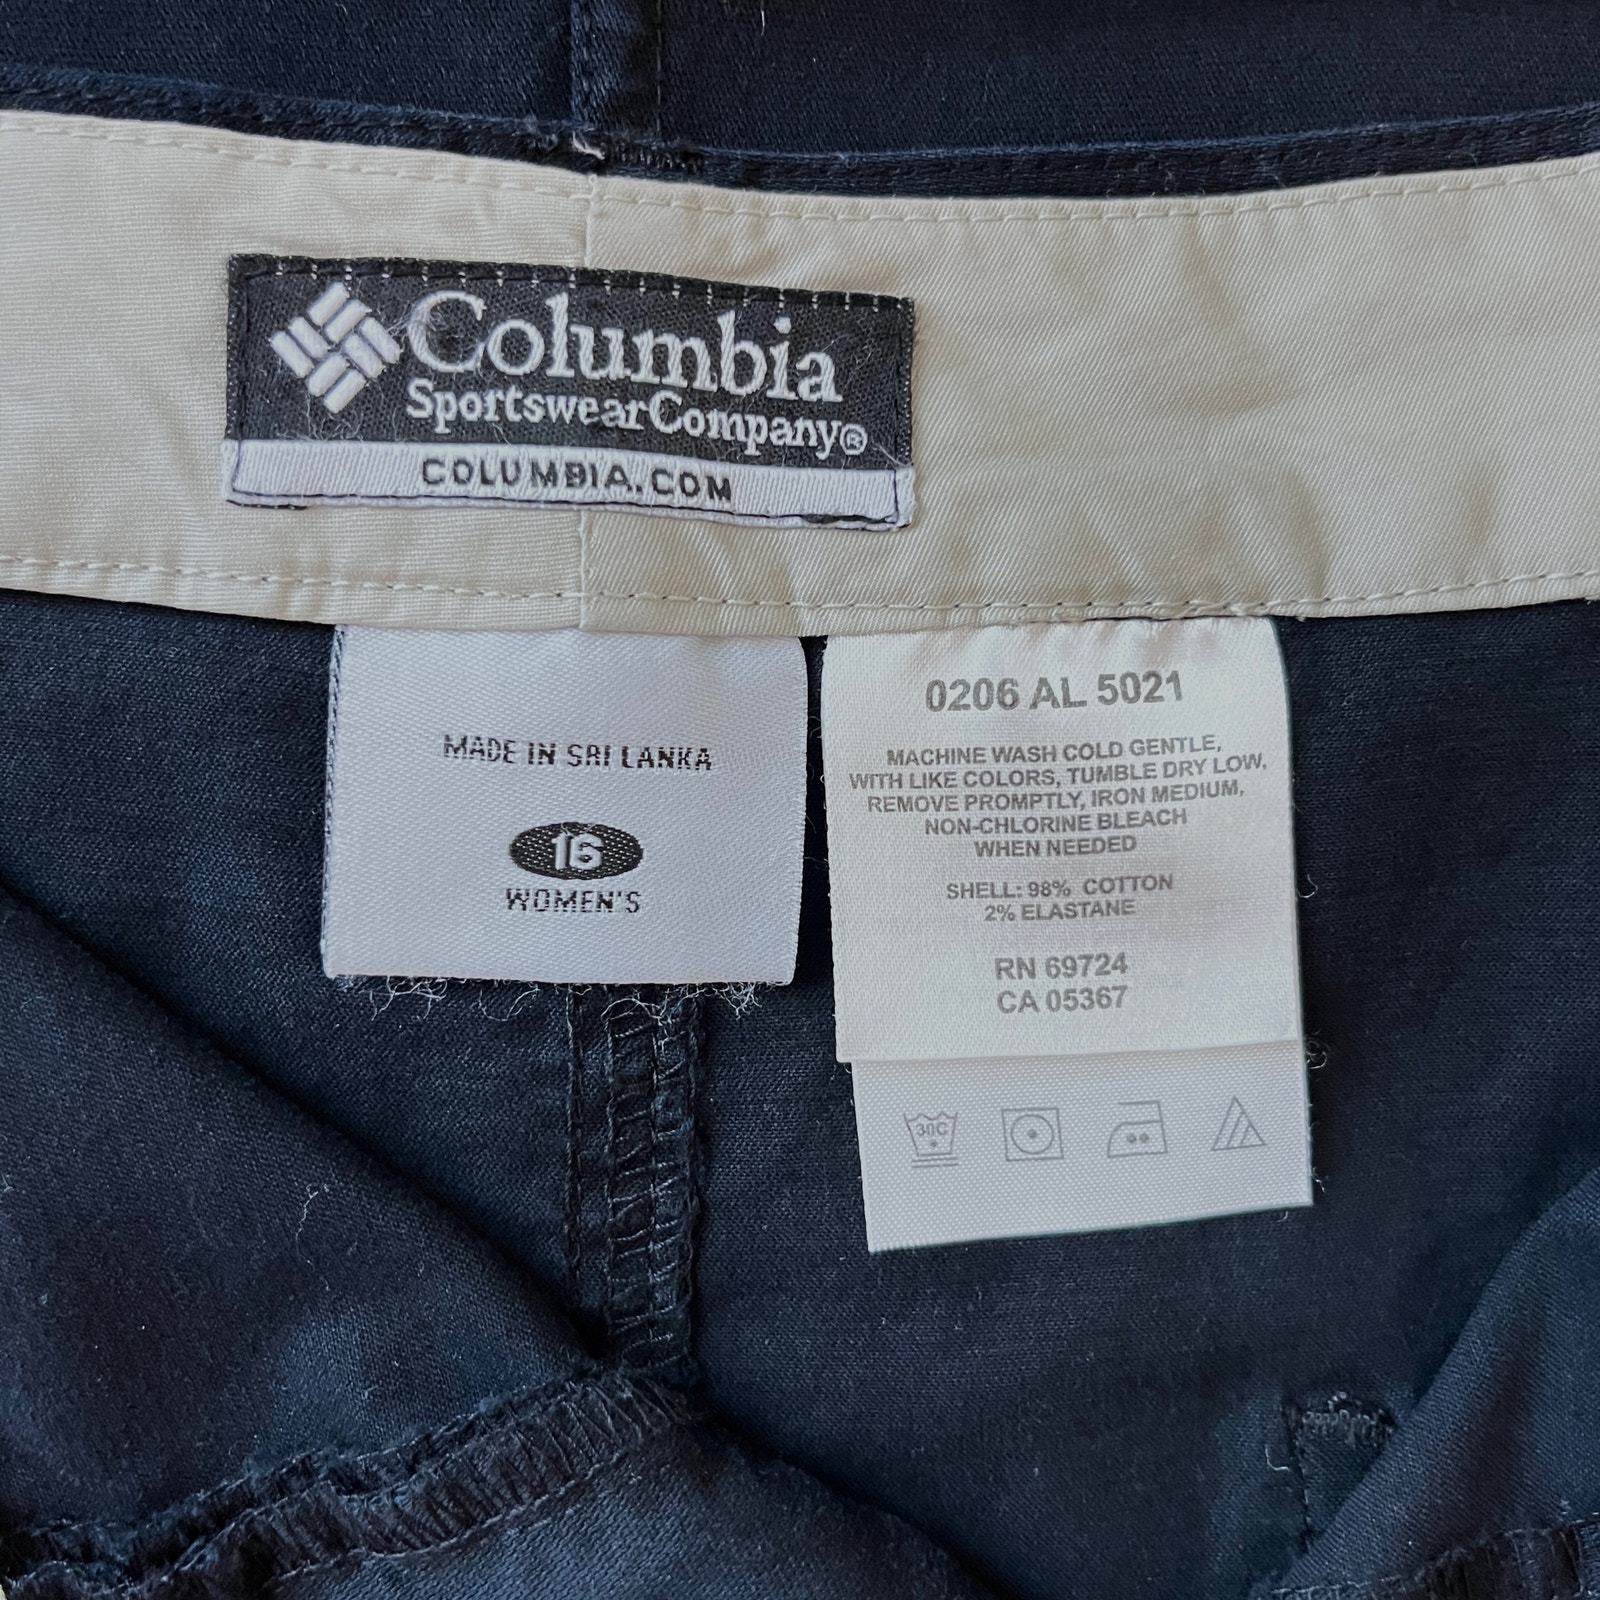 Columbia
SportswearCompany®
COLUMBIA.COM
MADE IN SRI LANKA
16
WOMEN'S
0206 AL 5021
MACHINE WASH COLD GENTLE,
WITH LIKE COLORS, TUMBLE DRY LOW,
REMOVE PROMPTLY, IRON MEDIUM,
NON-CHLORINE BLEACH
WHEN NEEDED
SHELL: 98% COTTON
2% ELASTANE
RN 69724
CA 05367
30C